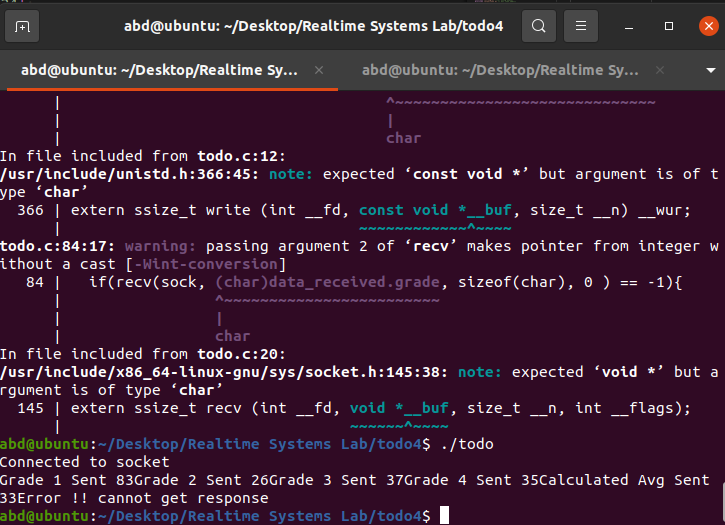 abd@ubuntu: ~/Desktop/Realtime Systems Lab/todo4
abd@ubuntu: ~/Desktop/Realtime Sy... × abd@ubuntu: ~/Desktop/Realtime Sy... ×
| ^~~~~~~~~~~~~~~~~~~~~~~~~~~~~
| |
| char
In file included from todo.c:12:
/usr/include/unistd.h:366:45: note: expected ‘const void *’ but argument is of t
ype ‘char’
366 | extern ssize_t write (int __fd, const void *__buf, size_t __n) __wur;
| ~~~~~~~~~~~~^~~~~
todo.c:84:17: warning: passing argument 2 of ‘recv’ makes pointer from integer w
ithout a cast [-Wint-conversion]
84 | if(recv(sock, (char)data_received.grade, sizeof(char), 0 ) == -1){
| ^~~~~~~~~~~~~~~~~~~~~~~~~
| |
| char
In file included from todo.c:20:
/usr/include/x86_64-linux-gnu/sys/socket.h:145:38: note: expected ‘void *’ but a
rgument is of type ‘char’
145 | extern ssize_t recv (int __fd, void *__buf, size_t __n, int __flags);
| ~~~~~~^~~~~
abd@ubuntu:~/Desktop/Realtime Systems Lab/todo4$ ./todo
Connected to socket
Grade 1 Sent 83Grade 2 Sent 26Grade 3 Sent 37Grade 4 Sent 35Calculated Avg Sent
33Error !! cannot get response
abd@ubuntu:~/Desktop/Realtime Systems Lab/todo4$